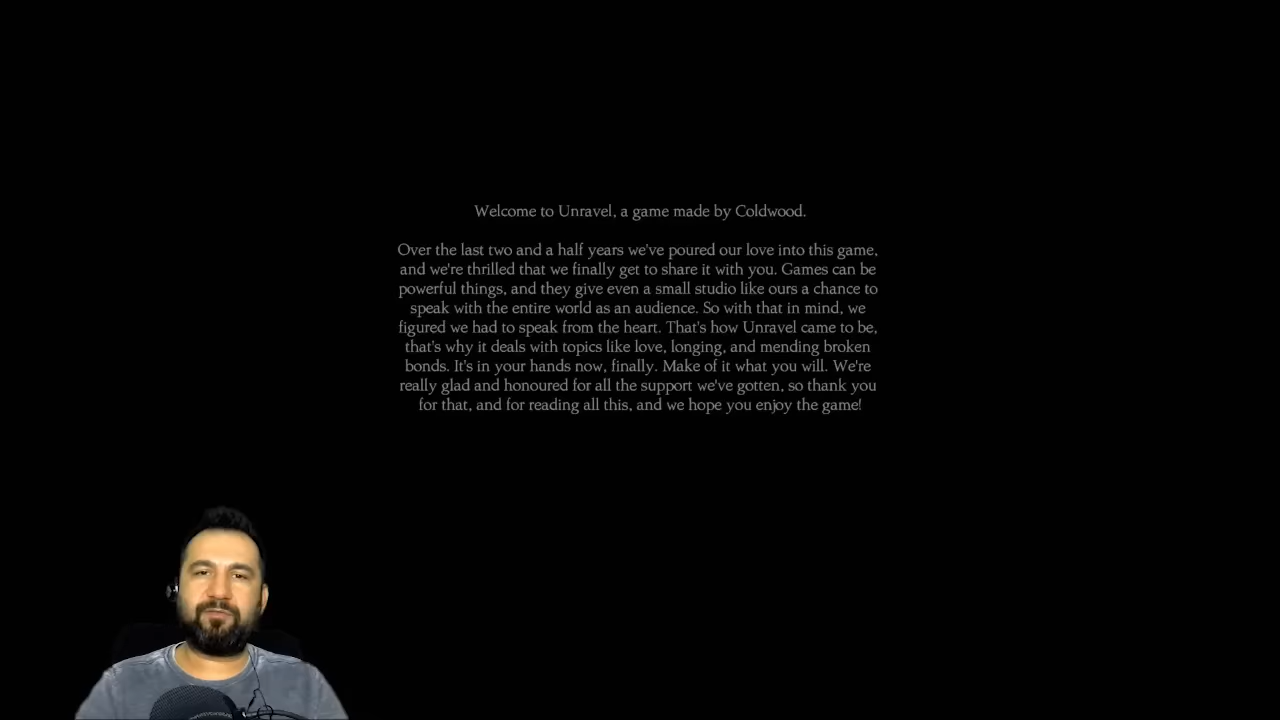 Welcome to Unravel, a game made by Coldwood.
Over the last two and a half years we've poured our love into this game,
and we're thrilled that we finally get to share it with you. Games can be
powerful things, and they give even a small studio like ours a chance to
speak with the entire world as an audience. So with that in mind, we
figured we had to speak from the heart. That's how Unravel came to be,
that's why it deals with topics like love, longing, and mending broken
bonds. It's in your hands now, finally. Make of it what you will. We're
really glad and honoured for all the support we've gotten, so thank you
for that, and for reading all this, and we hope you enjoy the game!